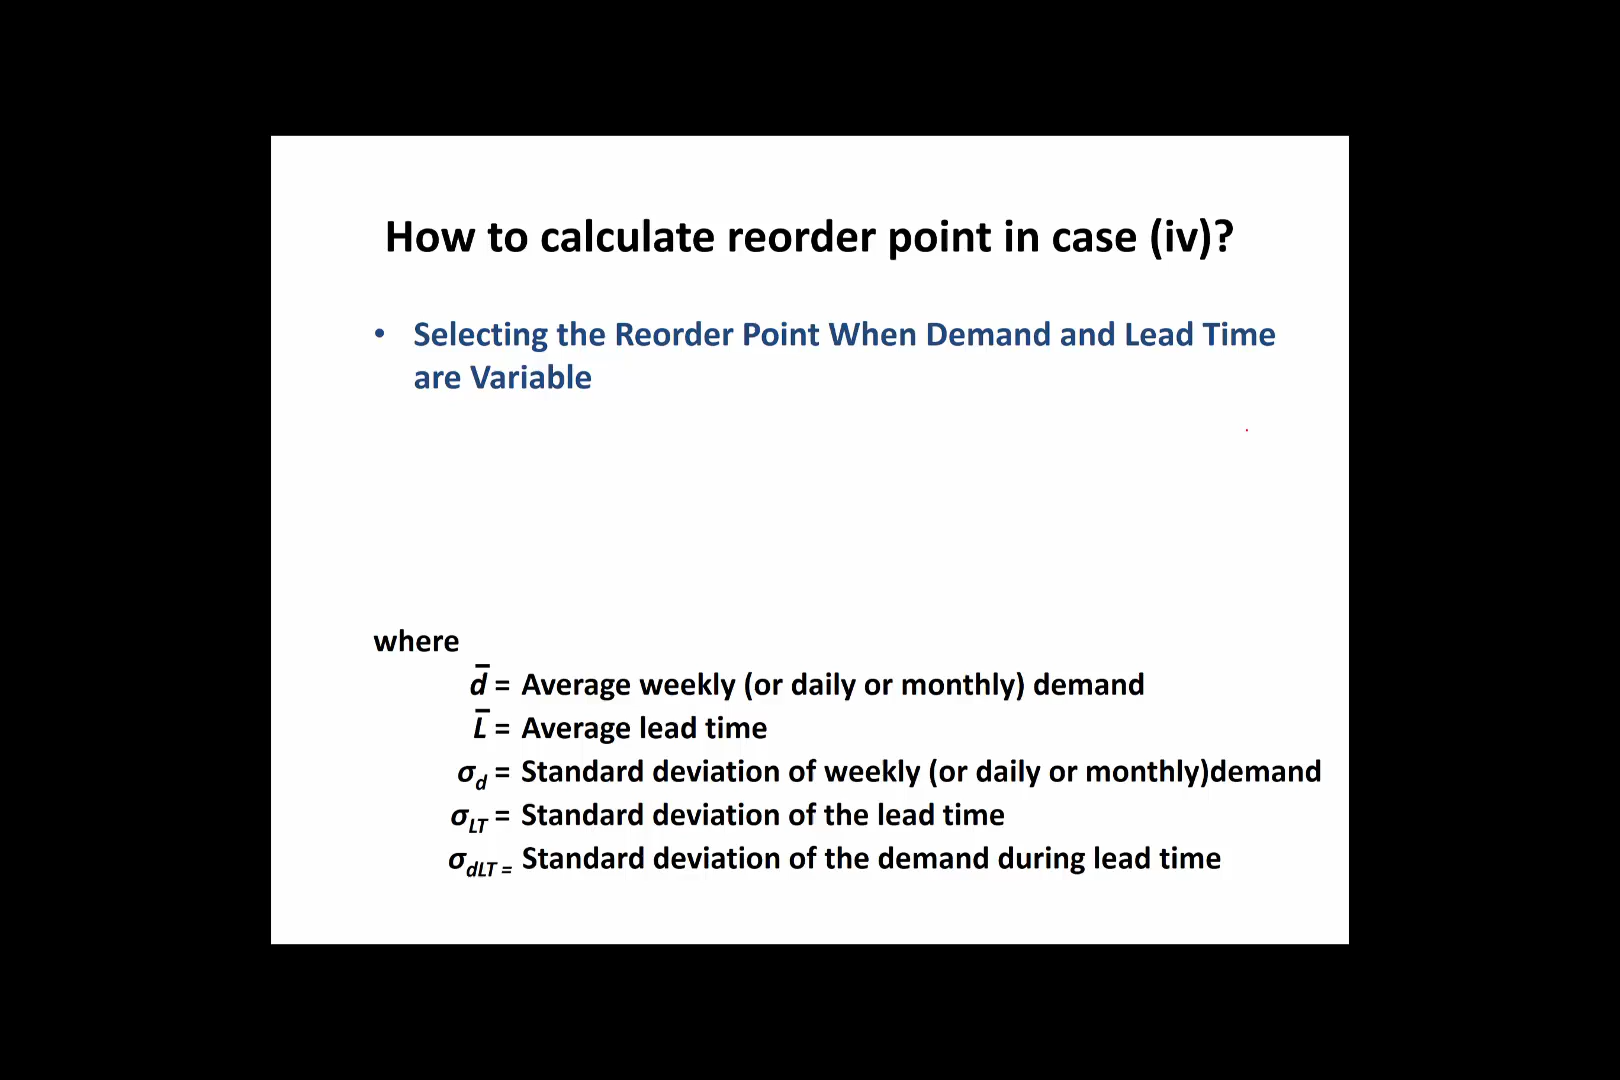 How to calculate reorder point in case (iv)?
• Selecting the Reorder Point When Demand and Lead Time
are Variable
where
d̅ = Average weekly (or daily or monthly) demand
L̅ = Average lead time
σd = Standard deviation of weekly (or daily or monthly)demand
σLT = Standard deviation of the lead time
σdLT = Standard deviation of the demand during lead time